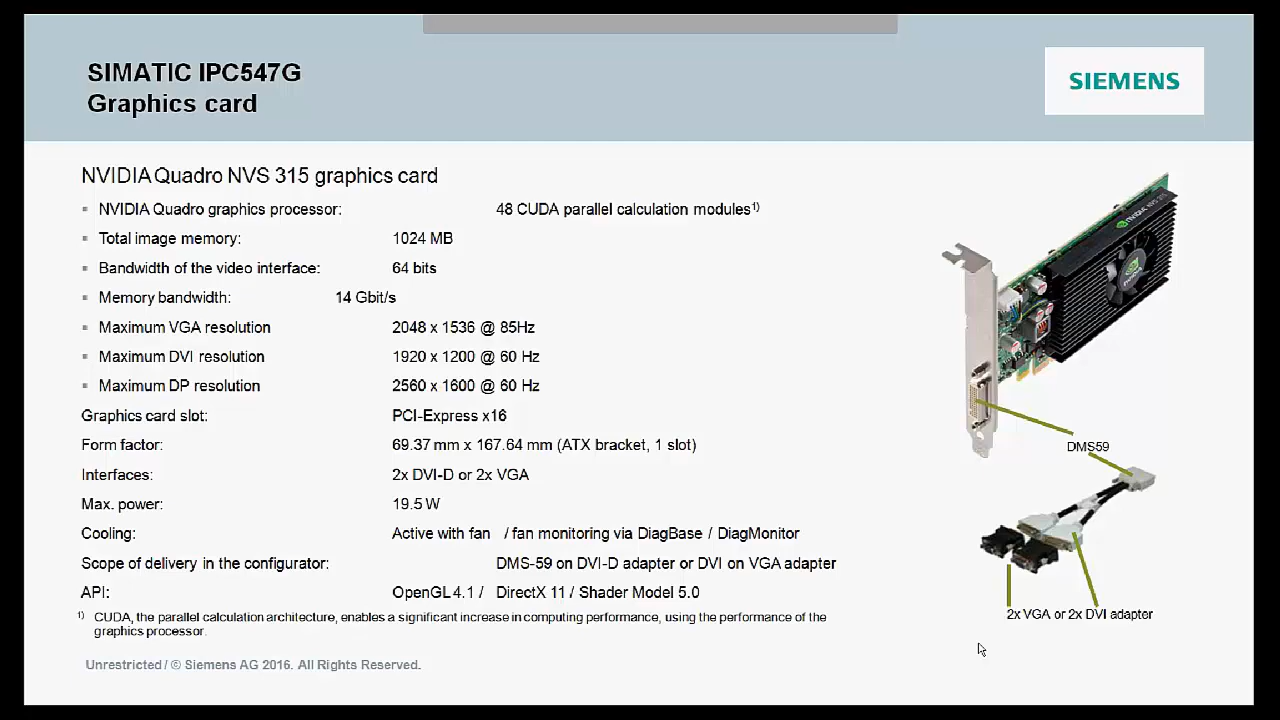 SIMATIC IPC547G
Graphics card
SIEMENS
NVIDIA Quadro NVS 315 graphics card
▪ NVIDIA Quadro graphics processor: 48 CUDA parallel calculation modules¹⁾
▪ Total image memory: 1024 MB
▪ Bandwidth of the video interface: 64 bits
▪ Memory bandwidth: 14 Gbit/s
▪ Maximum VGA resolution 2048 x 1536 @ 85Hz
▪ Maximum DVI resolution 1920 x 1200 @ 60 Hz
▪ Maximum DP resolution 2560 x 1600 @ 60 Hz
Graphics card slot: PCI-Express x16
Form factor: 69.37 mm x 167.64 mm (ATX bracket, 1 slot)
Interfaces: 2x DVI-D or 2x VGA
Max. power: 19.5 W
Cooling: Active with fan / fan monitoring via DiagBase / DiagMonitor
Scope of delivery in the configurator: DMS-59 on DVI-D adapter or DVI on VGA adapter
API: OpenGL 4.1 / DirectX 11 / Shader Model 5.0
¹⁾ CUDA, the parallel calculation architecture, enables a significant increase in computing performance, using the performance of the
graphics processor.
Unrestricted / © Siemens AG 2016. All Rights Reserved.
NVIDIA NVS
DMS59
2x VGA or 2x DVI adapter